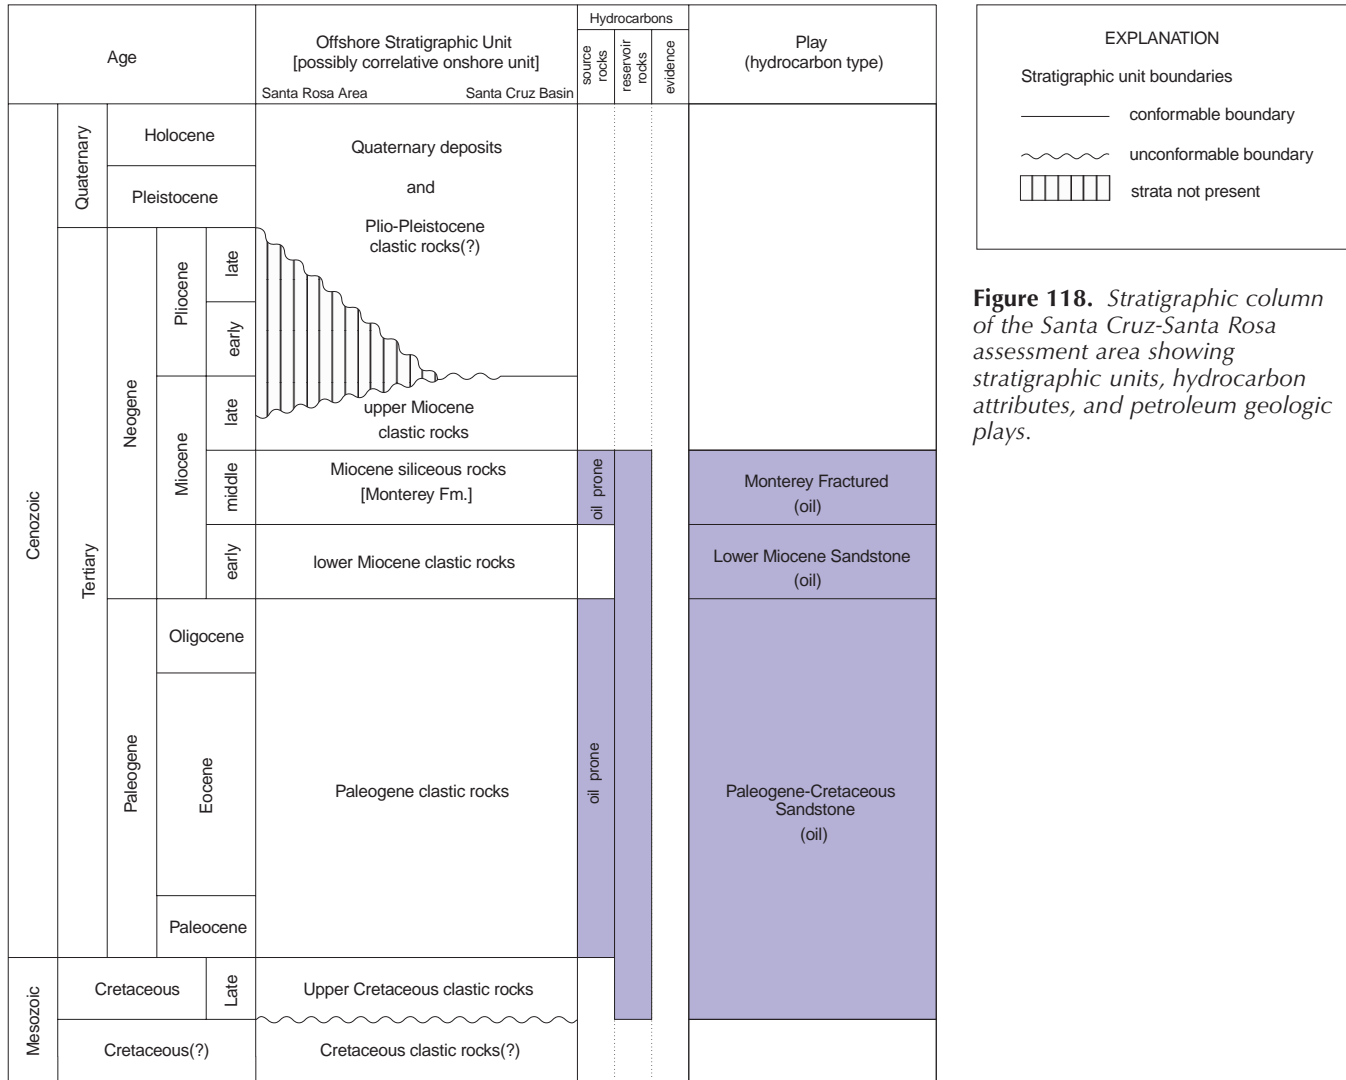 Age
Offshore Stratigraphic Unit
[possibly correlative onshore unit]
Santa Rosa Area
Santa Cruz Basin
Hydrocarbons
source
rocks
reservoir
rocks
evidence
Play
(hydrocarbon type)
Cenozoic
Mesozoic
Quaternary
Tertiary
Holocene
Pleistocene
Neogene
Pliocene
late
early
Miocene
late
middle
early
Paleogene
Oligocene
Eocene
Paleocene
Cretaceous
Late
Cretaceous(?)
Quaternary deposits
and
Plio-Pleistocene
clastic rocks(?)
upper Miocene
clastic rocks
Miocene siliceous rocks
[Monterey Fm.]
lower Miocene clastic rocks
Paleogene clastic rocks
Upper Cretaceous clastic rocks
Cretaceous clastic rocks(?)
oil prone
oil prone
Monterey Fractured
(oil)
Lower Miocene Sandstone
(oil)
Paleogene-Cretaceous
Sandstone
(oil)
EXPLANATION
Stratigraphic unit boundaries
conformable boundary
unconformable boundary
strata not present
Figure 118. Stratigraphic column
of the Santa Cruz-Santa Rosa
assessment area showing
stratigraphic units, hydrocarbon
attributes, and petroleum geologic
plays.